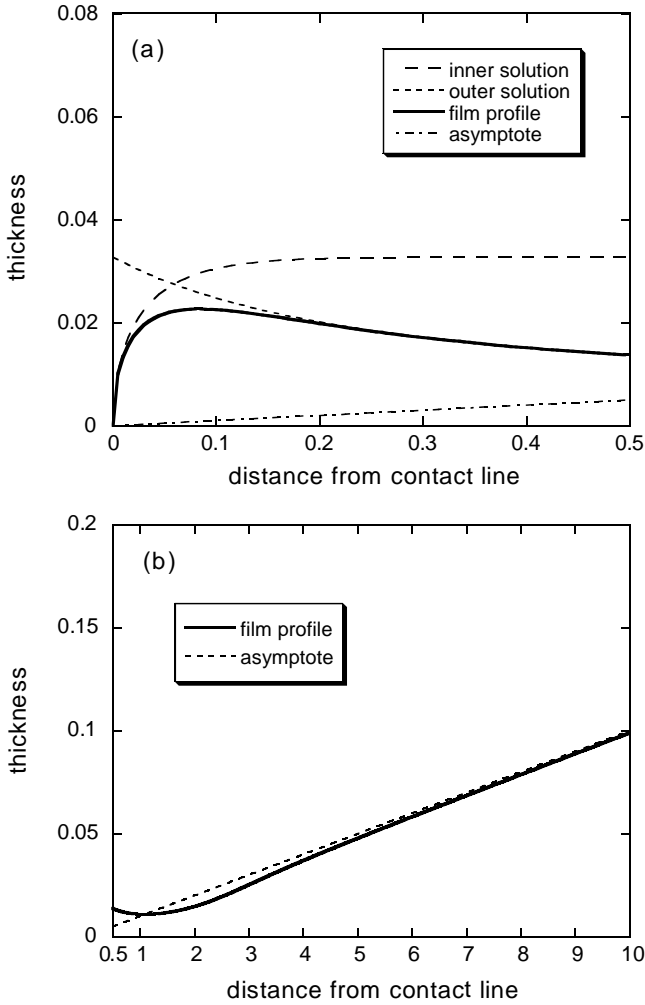 0.08
(a)
inner solution
outer solution
film profile
asymptote
0.06
thickness
0.04
0.02
0
0 0.1 0.2 0.3 0.4 0.5
distance from contact line
0.2
(b)
film profile
asymptote
0.15
thickness
0.1
0.05
0
0.5 1 2 3 4 5 6 7 8 9 10
distance from contact line